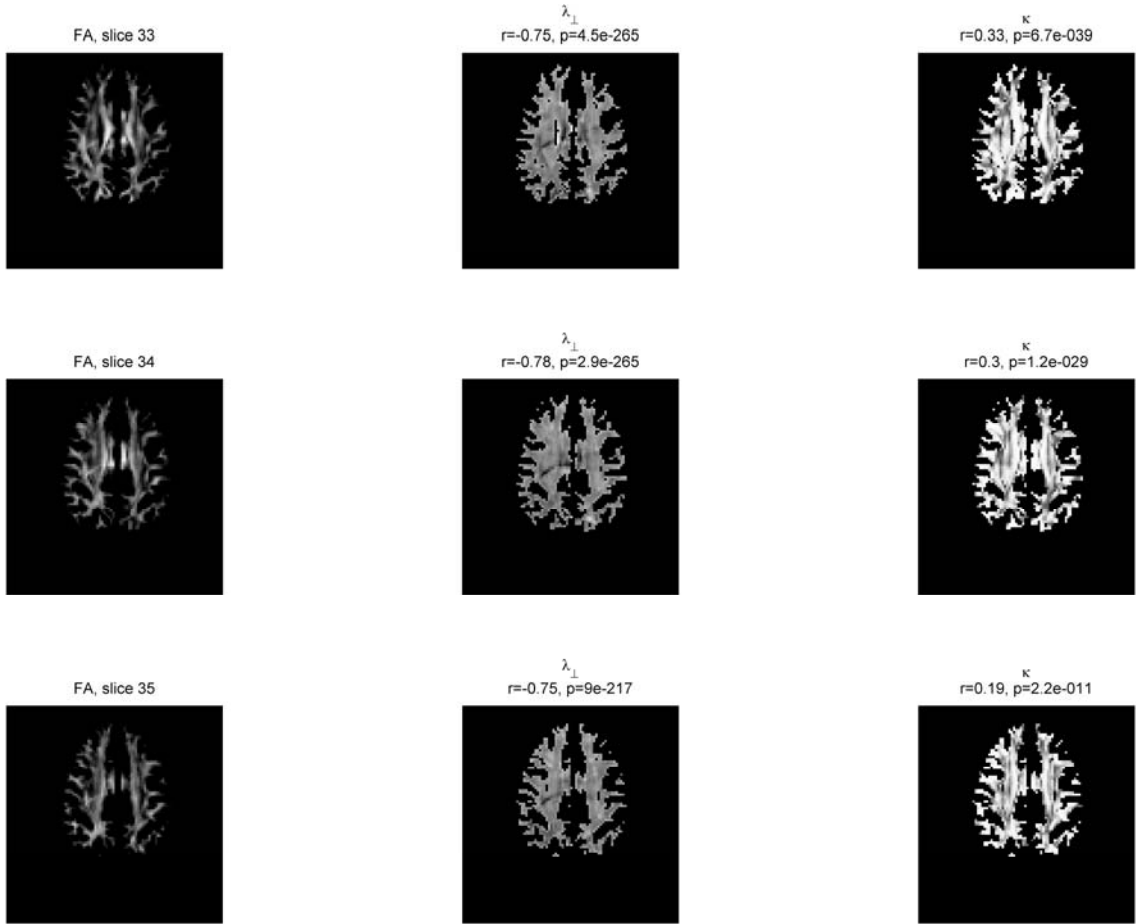 FA, slice 33
λ⊥
r=-0.75, p=4.5e-265
κ
r=0.33, p=6.7e-039
FA, slice 34
λ⊥
r=-0.78, p=2.9e-265
κ
r=0.3, p=1.2e-029
FA, slice 35
λ⊥
r=-0.75, p=9e-217
κ
r=0.19, p=2.2e-011